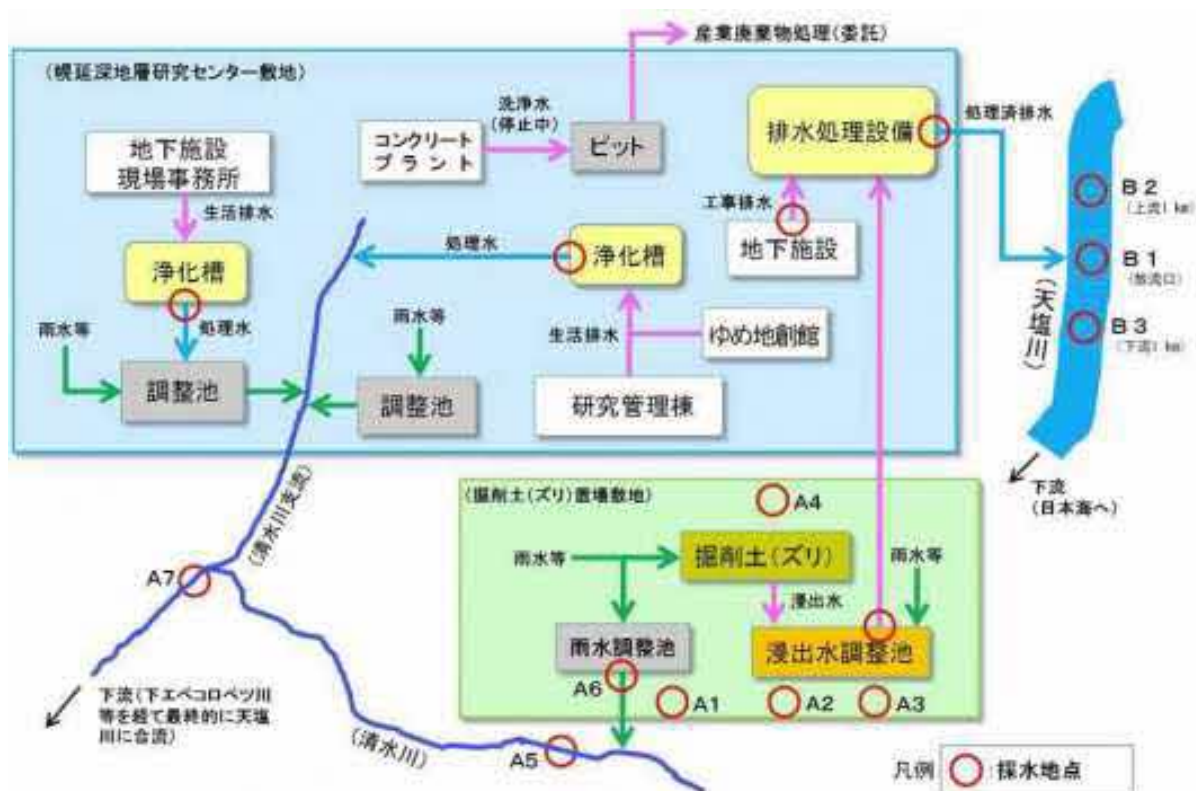 産業廃棄物処理(委託)
(幌延深地層研究センター敷地)
地下施設
現場事務所
生活排水
浄化槽
処理水
雨水等
調整池
コンクリート
プラント
洗浄水
(停止中)
ピット
排水処理設備
処理済排水
工事排水
地下施設
処理水
浄化槽
雨水等
調整池
生活排水
ゆめ地創館
研究管理棟
B2
(上流1km)
B1
(放流口)
B3
(下流1km)
(天塩川)
下流
(日本海へ)
(清水川支流)
(掘削土(ズリ)置場敷地)
A4
雨水等
掘削土(ズリ)
雨水等
浸出水
雨水調整池
浸出水調整池
A6
A1
A2
A3
A7
下流(下エベコロベツ川
等を経て最終的に天塩
川に合流)
(清水川)
A5
凡例 ○:採水地点